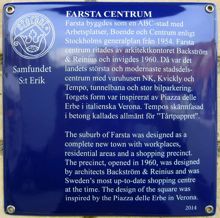 FARSTA CENTRUM
Farsta byggdes som en ABC-stad med
Arbetsplatser, Boende och Centrum enligt
Stockholms generalplan från 1954. Farsta
centrum ritades av arkitektkontoret Backström
& Reinius och invigdes 1960. Då var det
landets största och modernaste stadsdels-
centrum med varuhusen NK, Kvickly och
Tempo, tunnelbana och stor bilparkering.
Torgets form var inspirerat av Piazza delle
Erbe i italienska Verona. Tempos skärmfasad
i betong kallades allmänt för "Tårtpappret".
The suburb of Farsta was designed as a
complete new town with workplaces,
residential areas and a shopping precinct.
The precinct, opened in 1960, was designed
by architects Backström & Reinius and was
Sweden's most up-to-date shopping centre
at the time. The design of the square was
inspired by the Piazza delle Erbe in Verona.
Samfundet
S:t Erik
2014